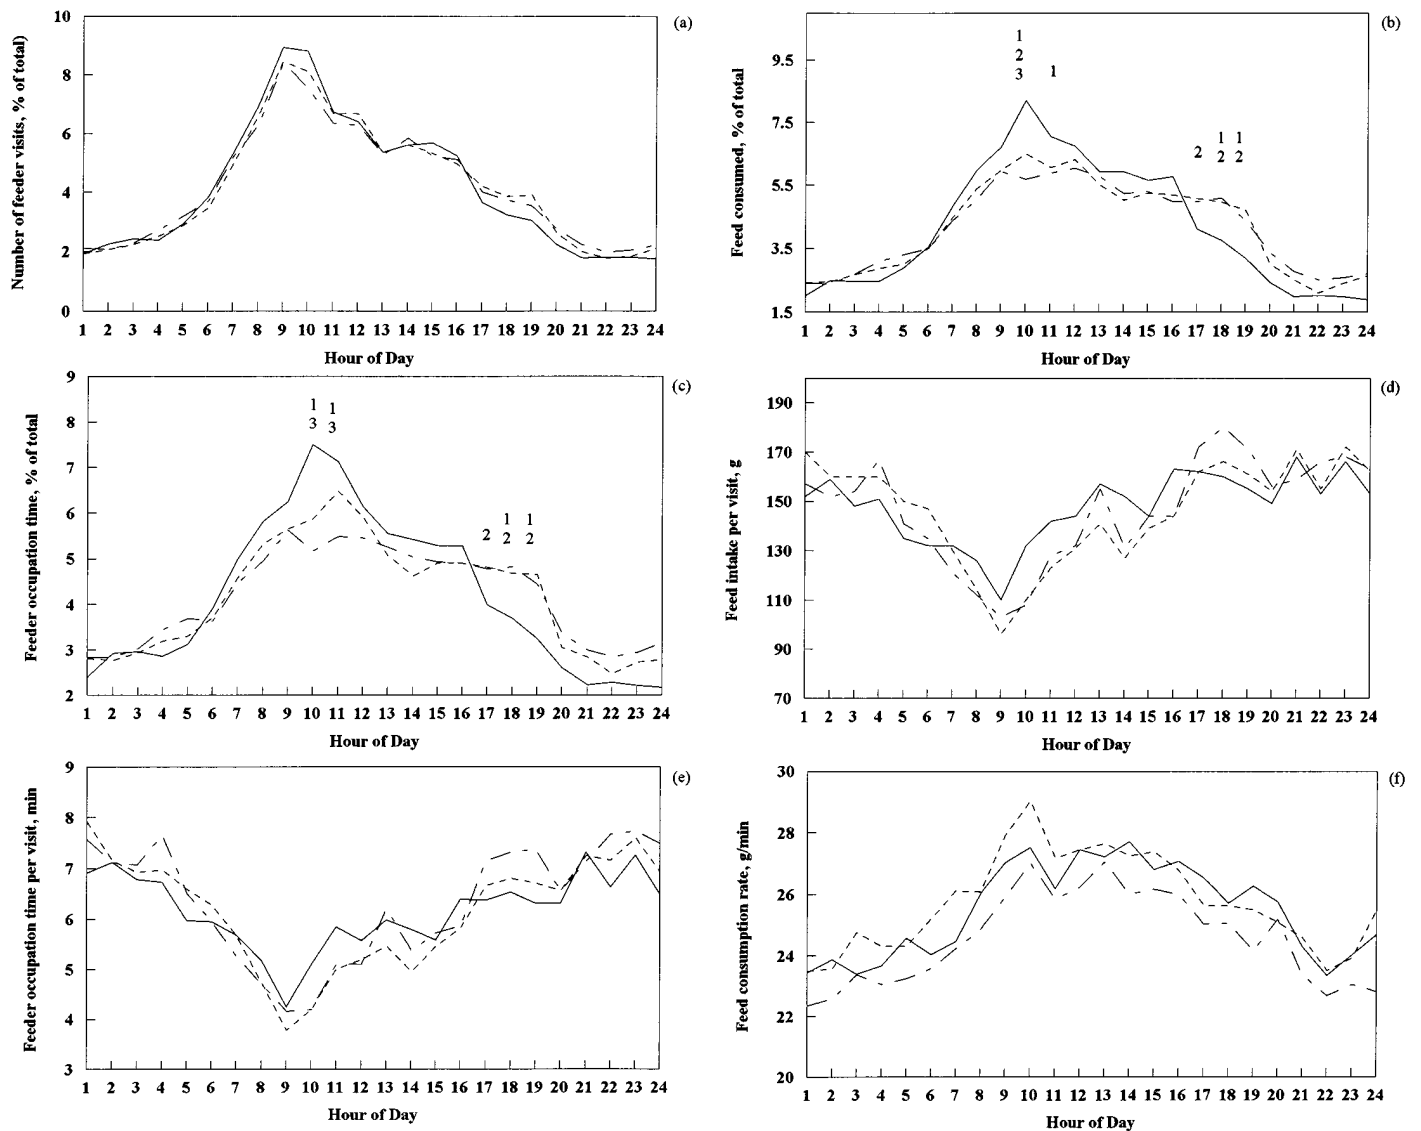 (a)
Number of feeder visits, % of total
10
8
6
4
2
0
1 2 3 4 5 6 7 8 9 10 11 12 13 14 15 16 17 18 19 20 21 22 23 24
Hour of Day
(b)
Feed consumed, % of total
9.5
7.5
5.5
3.5
1.5
1
2
3 1
1 1
2 2 2
1 2 3 4 5 6 7 8 9 10 11 12 13 14 15 16 17 18 19 20 21 22 23 24
Hour of Day
(c)
Feeder occupation time, % of total
9
8
7
6
5
4
3
2
1 1
3 3
1 1
2 2 2
1 2 3 4 5 6 7 8 9 10 11 12 13 14 15 16 17 18 19 20 21 22 23 24
Hour of Day
(d)
Feed intake per visit, g
190
170
150
130
110
90
70
1 2 3 4 5 6 7 8 9 10 11 12 13 14 15 16 17 18 19 20 21 22 23 24
Hour of Day
(e)
Feeder occupation time per visit, min
9
8
7
6
5
4
3
1 2 3 4 5 6 7 8 9 10 11 12 13 14 15 16 17 18 19 20 21 22 23 24
Hour of Day
(f)
Feed consumption rate, g/min
30
28
26
24
22
20
1 2 3 4 5 6 7 8 9 10 11 12 13 14 15 16 17 18 19 20 21 22 23 24
Hour of Day